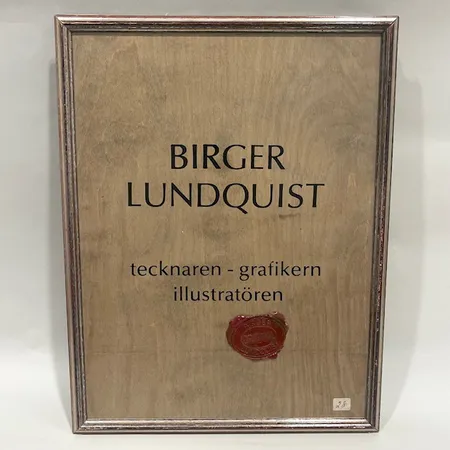 BIRGER
LUNDQUIST
tecknaren - grafikern
illustratören